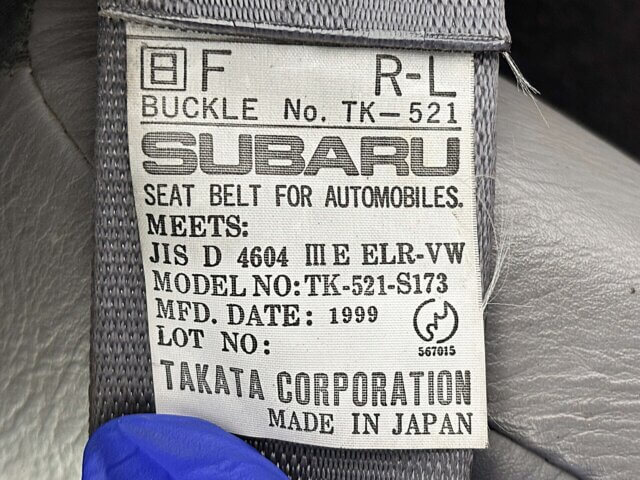 日 F R-L
BUCKLE No. TK-521
SUBARU
SEAT BELT FOR AUTOMOBILES.
MEETS:
JIS D 4604 III E ELR-VW
MODEL NO: TK-521-S173
MFD. DATE: 1999
LOT NO:
567015
TAKATA CORPORATION
MADE IN JAPAN